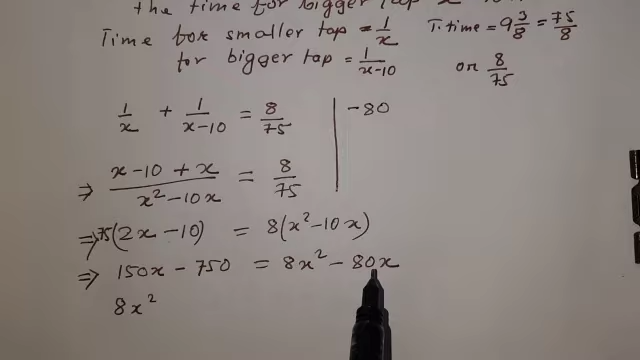 the time for bigger tap x
Time for smaller tap = 1/x T. time = 9 3/8 = 75/8
for bigger tap = 1/(x-10) or 8/75
1/x + 1/(x-10) = 8/75 -80
⇒ (x-10+x)/(x²-10x) = 8/75
⇒ 75(2x-10) = 8(x²-10x)
⇒ 150x - 750 = 8x² - 80x
8x²